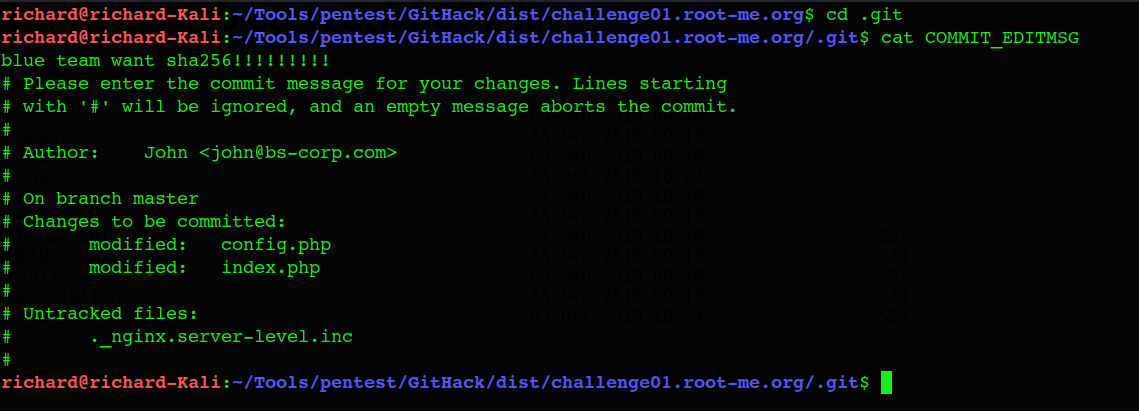 richard@richard-Kali:~/Tools/pentest/GitHack/dist/challenge01.root-me.org$ cd .git
richard@richard-Kali:~/Tools/pentest/GitHack/dist/challenge01.root-me.org/.git$ cat COMMIT_EDITMSG
blue team want sha256!!!!!!!!!
# Please enter the commit message for your changes. Lines starting
# with '#' will be ignored, and an empty message aborts the commit.
#
# Author:    John <john@bs-corp.com>
#
# On branch master
# Changes to be committed:
#       modified:   config.php
#       modified:   index.php
#
# Untracked files:
#       ._nginx.server-level.inc
#
richard@richard-Kali:~/Tools/pentest/GitHack/dist/challenge01.root-me.org/.git$